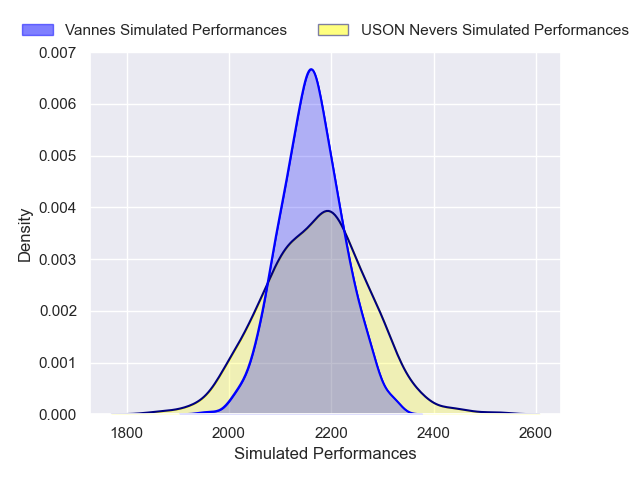 Vannes Simulated Performances USON Nevers Simulated Performances
0.007
0.006
0.005
0.004
0.003
0.002
0.001
0.000
Density
1800 2000 2200 2400 2600
Simulated Performances